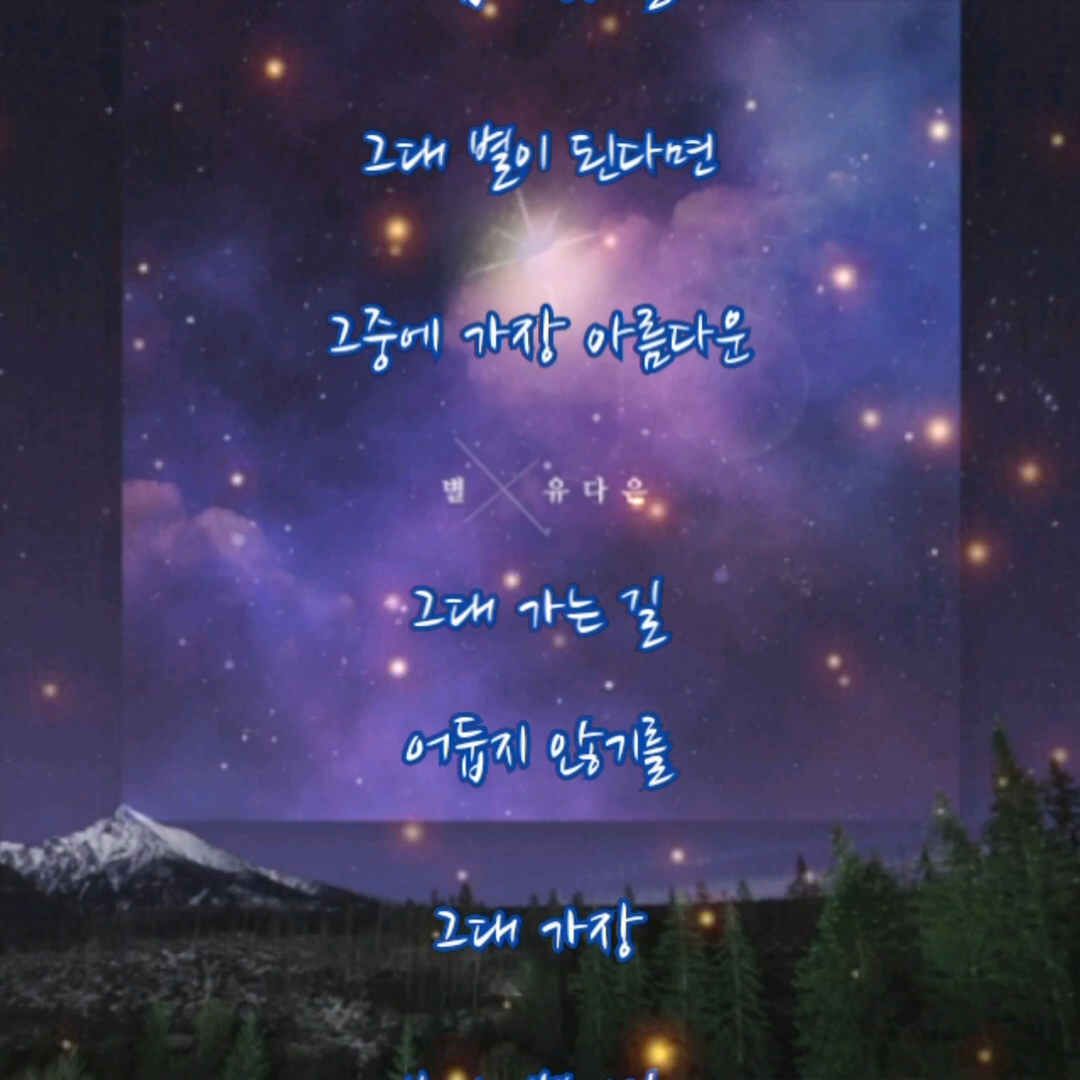 그대 별이 된다면
그중에 가장 아름다운
별 유다은
그대 가는 길
어둡지 않기를
그대 가장